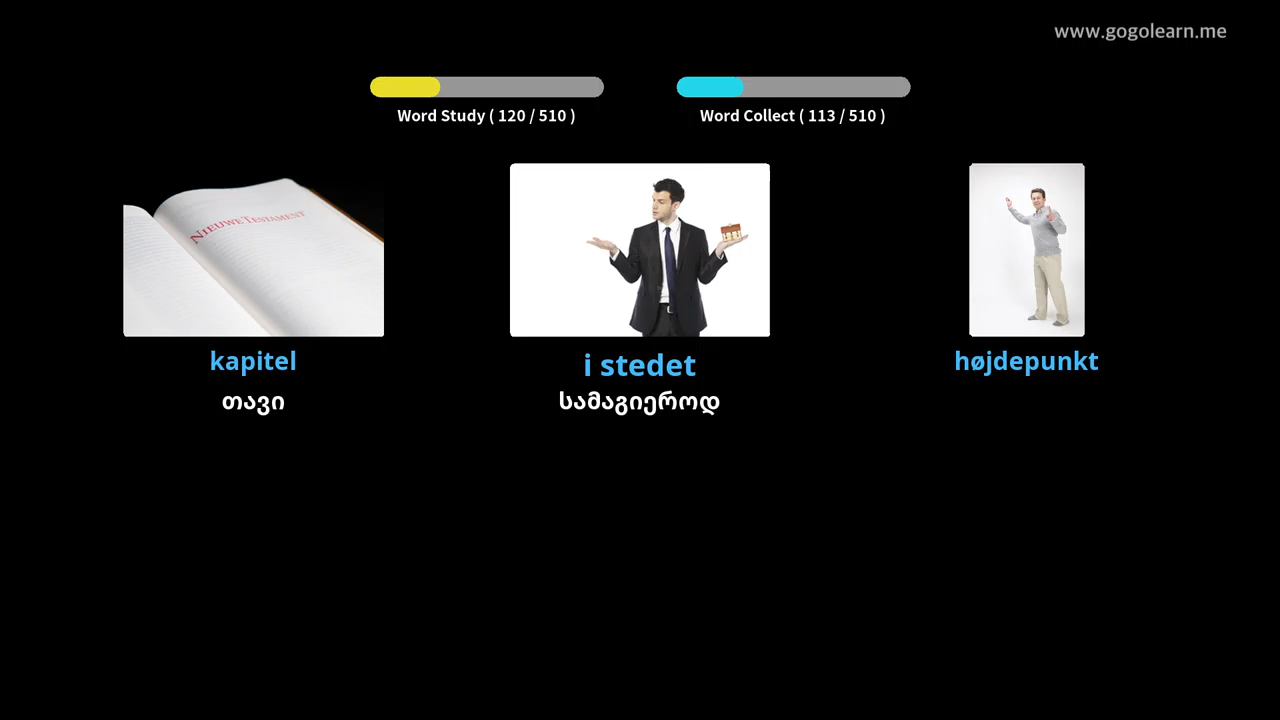 www.gogolearn.me
Word Study ( 120 / 510 )
Word Collect ( 113 / 510 )
NIEUWE TESTAMENT
kapitel
i stedet
højdepunkt
თავი
სამაგიეროდ